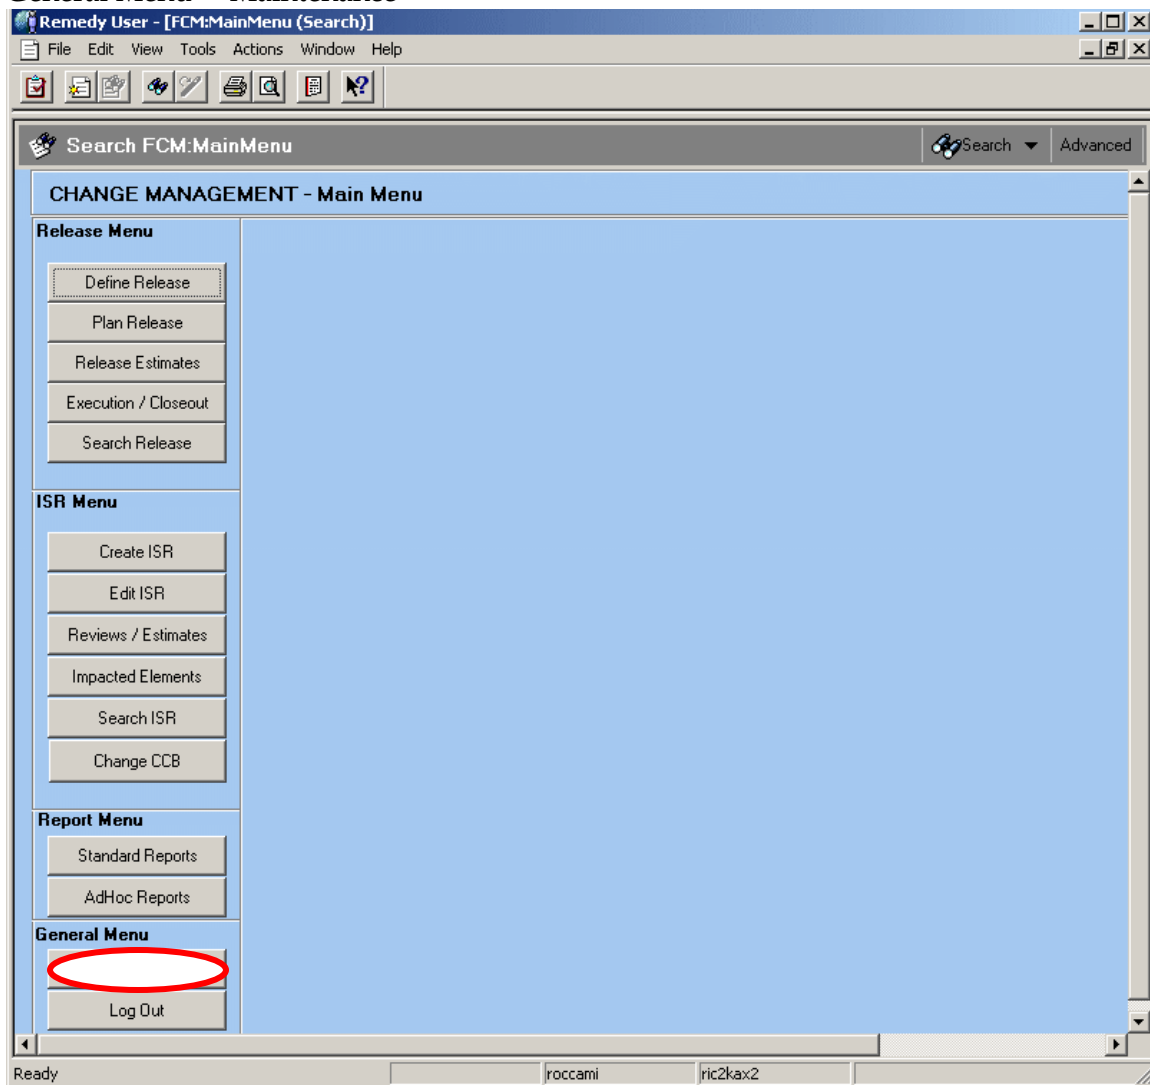 General Menu – Maintenance
Remedy User - [FCM:MainMenu (Search)]
File Edit View Tools Actions Window Help
Search FCM:MainMenu
Search
Advanced
CHANGE MANAGEMENT - Main Menu
Release Menu
Define Release
Plan Release
Release Estimates
Execution / Closeout
Search Release
ISR Menu
Create ISR
Edit ISR
Reviews / Estimates
Impacted Elements
Search ISR
Change CCB
Report Menu
Standard Reports
AdHoc Reports
General Menu
Log Out
Ready
roccami
ric2kax2